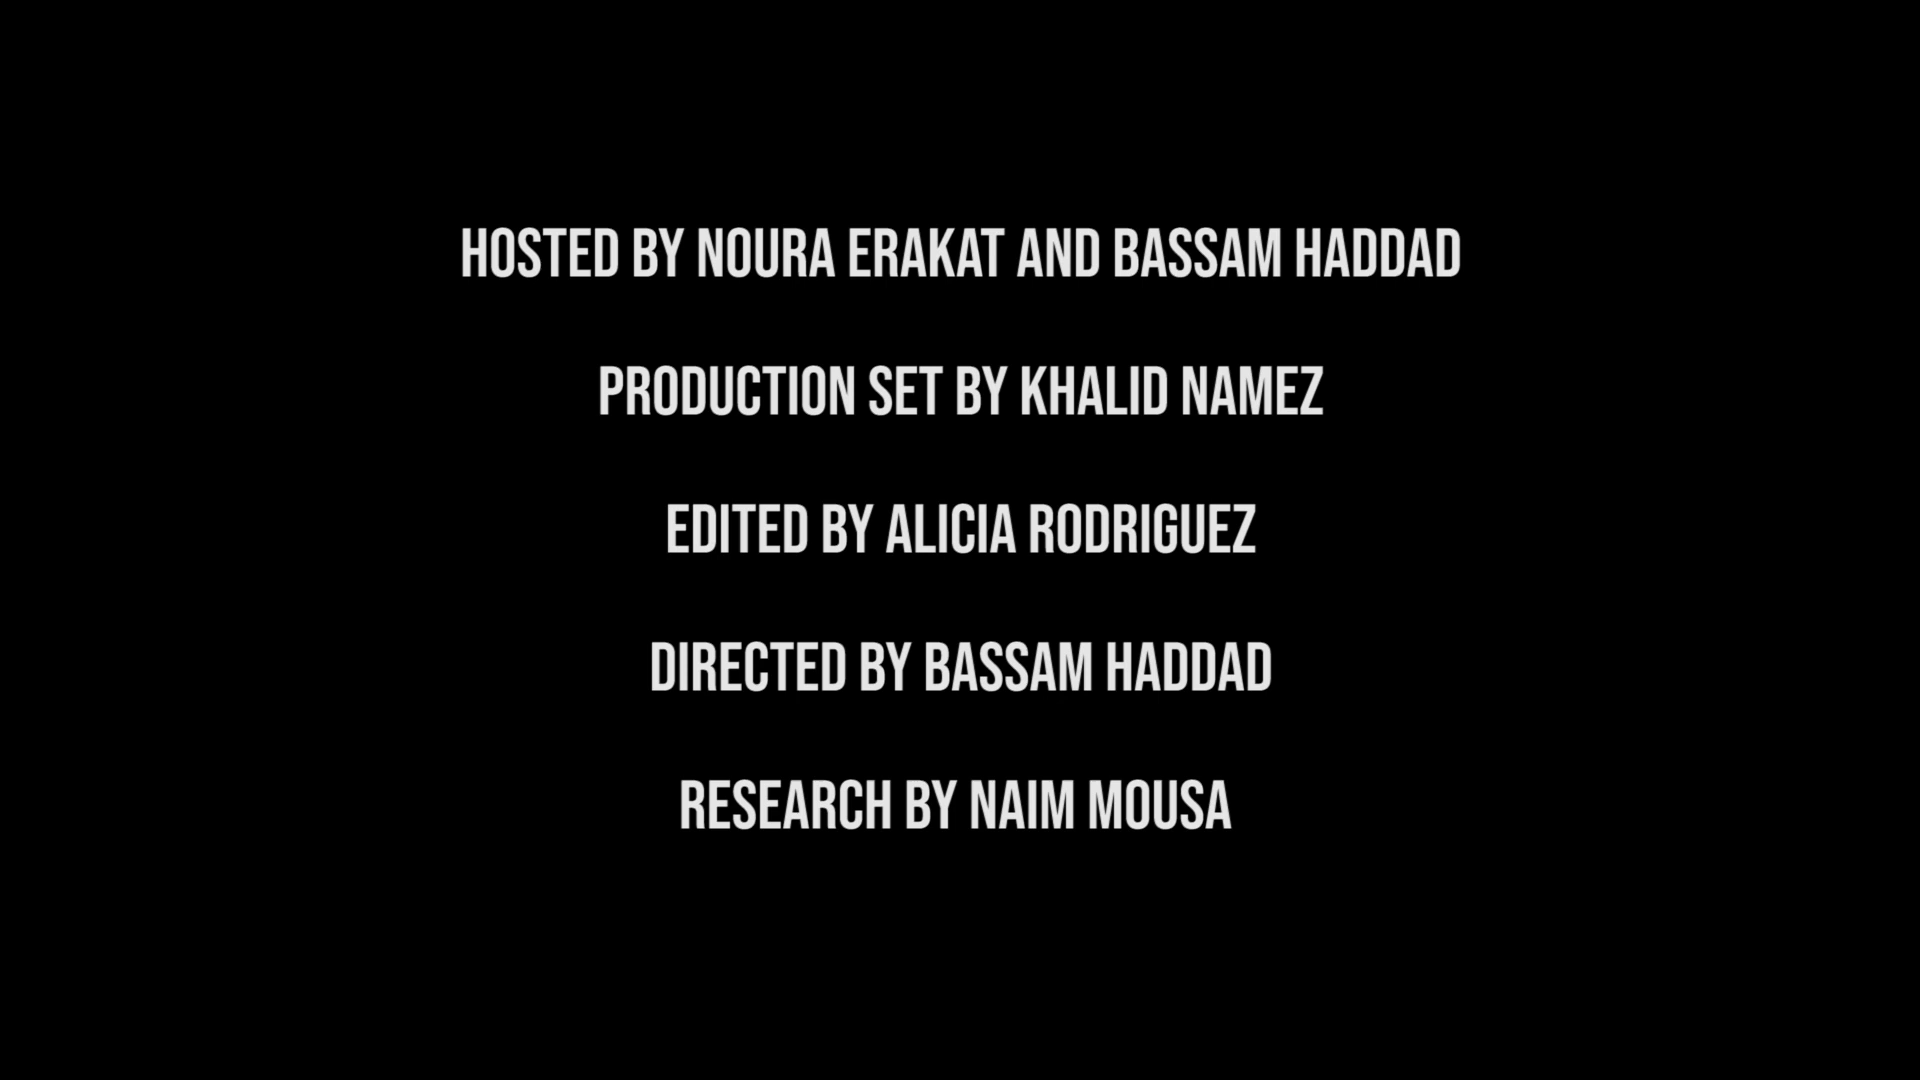 HOSTED BY NOURA ERAKAT AND BASSAM HADDAD
PRODUCTION SET BY KHALID NAMEZ
EDITED BY ALICIA RODRIGUEZ
DIRECTED BY BASSAM HADDAD
RESEARCH BY NAIM MOUSA